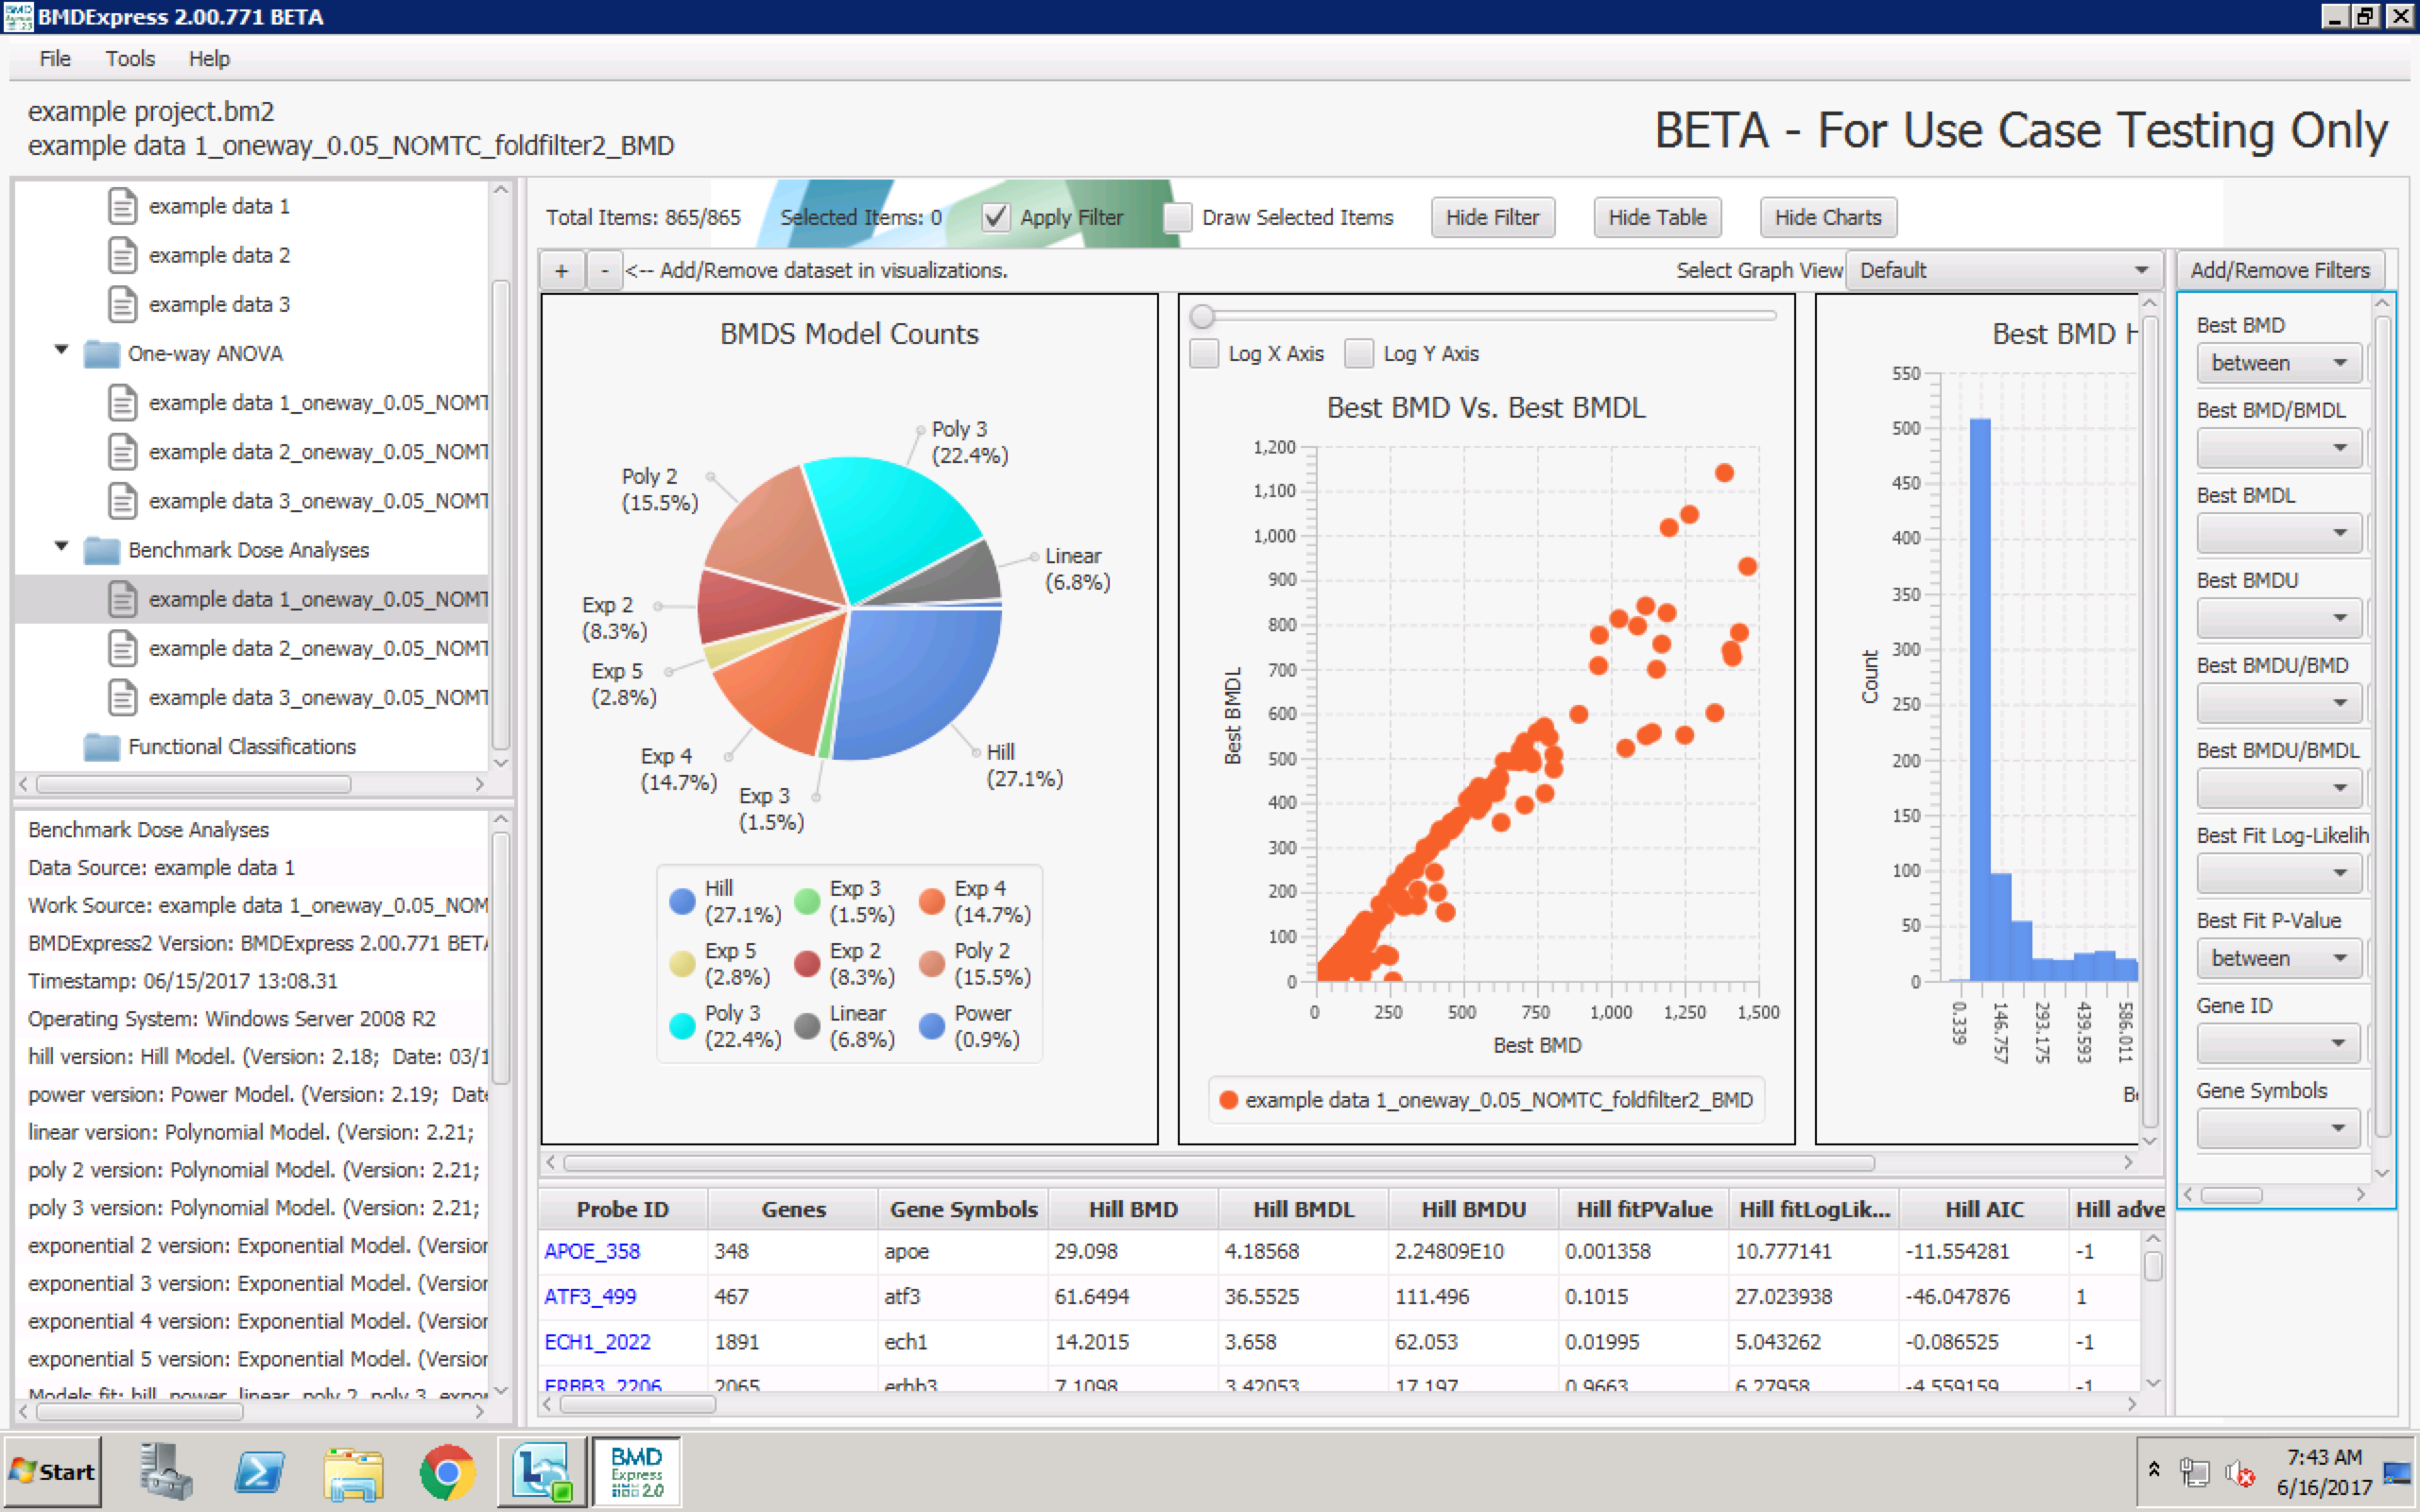 BMDExpress 2.00.771 BETA
File Tools Help
example project.bm2
example data 1_oneway_0.05_NOMTC_foldfilter2_BMD
BETA - For Use Case Testing Only
example data 1
example data 2
example data 3
One-way ANOVA
example data 1_oneway_0.05_NOMT
example data 2_oneway_0.05_NOMT
example data 3_oneway_0.05_NOMT
Benchmark Dose Analyses
example data 1_oneway_0.05_NOMT
example data 2_oneway_0.05_NOMT
example data 3_oneway_0.05_NOMT
Functional Classifications
Benchmark Dose Analyses
Data Source: example data 1
Work Source: example data 1_oneway_0.05_NOM
BMDExpress2 Version: BMDExpress 2.00.771 BETA
Timestamp: 06/15/2017 13:08.31
Operating System: Windows Server 2008 R2
hill version: Hill Model. (Version: 2.18; Date: 03/1
power version: Power Model. (Version: 2.19; Date
linear version: Polynomial Model. (Version: 2.21;
poly 2 version: Polynomial Model. (Version: 2.21;
poly 3 version: Polynomial Model. (Version: 2.21;
exponential 2 version: Exponential Model. (Version
exponential 3 version: Exponential Model. (Version
exponential 4 version: Exponential Model. (Version
exponential 5 version: Exponential Model. (Version
Models fit: hill, power, linear, poly 2, poly 3, expon
Total Items: 865/865 Selected Items: 0 Apply Filter Draw Selected Items Hide Filter Hide Table Hide Charts
+ - <-- Add/Remove dataset in visualizations. Select Graph View Default
BMDS Model Counts
Poly 3
(22.4%)
Poly 2
(15.5%)
Linear
(6.8%)
Exp 2
(8.3%)
Exp 5
(2.8%)
Exp 4
(14.7%)
Hill
(27.1%)
Exp 3
(1.5%)
Hill
(27.1%)
Exp 3
(1.5%)
Exp 4
(14.7%)
Exp 5
(2.8%)
Exp 2
(8.3%)
Poly 2
(15.5%)
Poly 3
(22.4%)
Linear
(6.8%)
Power
(0.9%)
Log X Axis Log Y Axis
Best BMD Vs. Best BMDL
Best BMDL
1,200
1,100
1,000
900
800
700
600
500
400
300
200
100
0
0 250 500 750 1,000 1,250 1,500
Best BMD
example data 1_oneway_0.05_NOMTC_foldfilter2_BMD
Best BMD H
Count
550
500
450
400
350
300
250
200
150
100
50
0
0.339
146.757
293.175
439.593
586.011
Be
Add/Remove Filters
Best BMD
between
Best BMD/BMDL
Best BMDL
Best BMDU
Best BMDU/BMD
Best BMDU/BMDL
Best Fit Log-Likelih
Best Fit P-Value
between
Gene ID
Gene Symbols
Probe ID Genes Gene Symbols Hill BMD Hill BMDL Hill BMDU Hill fitPValue Hill fitLogLik... Hill AIC Hill adve
APOE_358 348 apoe 29.098 4.18568 2.24809E10 0.001358 10.777141 -11.554281 -1
ATF3_499 467 atf3 61.6494 36.5525 111.496 0.1015 27.023938 -46.047876 1
ECH1_2022 1891 ech1 14.2015 3.658 62.053 0.01995 5.043262 -0.086525 -1
ERBB3_2206 2065 erbb3 7.1098 3.42053 17.197 0.9663 6.27958 -4.559159 -1
Start
BMD
Express
2.0
7:43 AM
6/16/2017